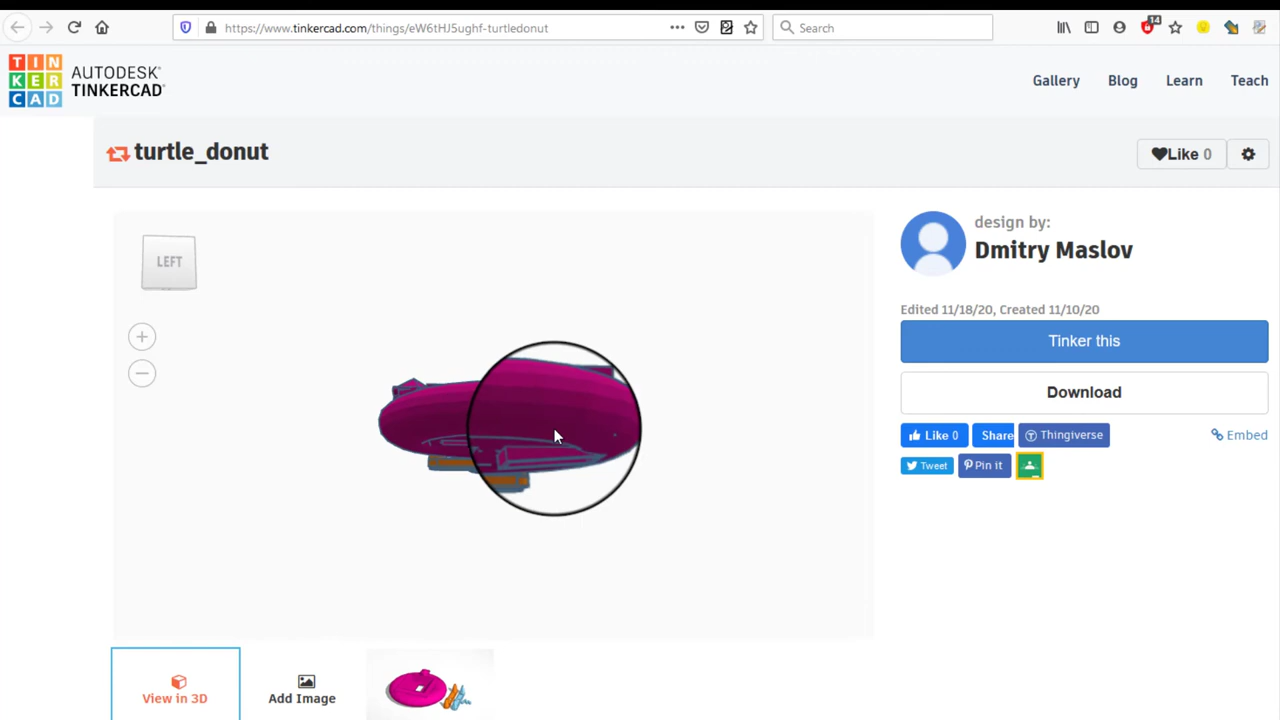 https://www.tinkercad.com/things/eW6tHJ5ughf-turtledonut
Search
14
TIN
KER
CAD
AUTODESK®
TINKERCAD®
Gallery
Blog
Learn
Teach
turtle_donut
Like 0
LEFT
design by:
Dmitry Maslov
Edited 11/18/20, Created 11/10/20
Tinker this
Download
Like 0
Share
Thingiverse
Embed
Tweet
Pin it
View in 3D
Add Image